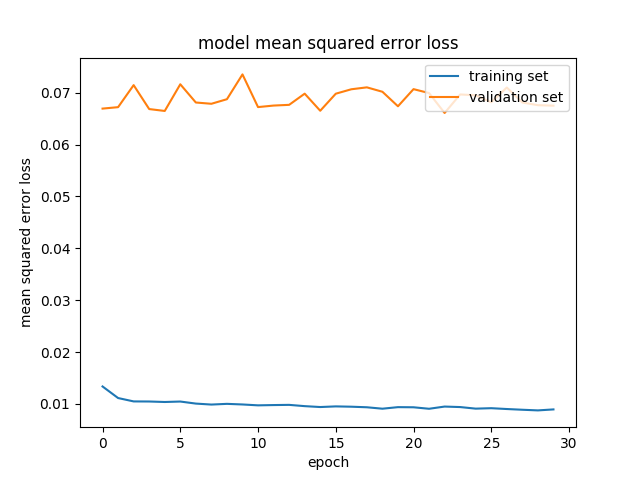 model mean squared error loss
training set
validation set
0.07
0.06
0.05
0.04
0.03
0.02
0.01
mean squared error loss
0
5
10
15
20
25
30
epoch